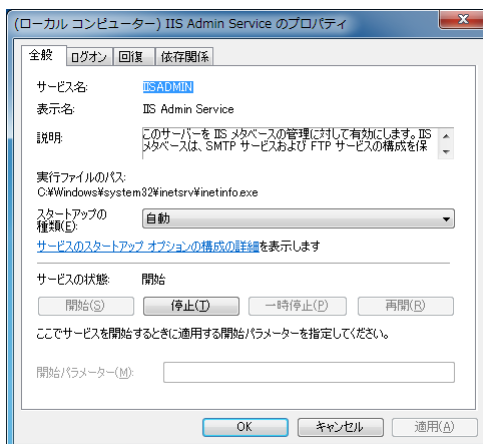 (ローカル コンピューター) IIS Admin Service のプロパティ
全般 ログオン 回復 依存関係
サービス名: IISADMIN
表示名: IIS Admin Service
説明: このサーバーを IIS メタベースの管理に対して有効にします。IIS
メタベースは、SMTP サービスおよび FTP サービスの構成を保
実行ファイルのパス:
C:¥Windows¥system32¥inetsrv¥inetinfo.exe
スタートアップの
種類(E): 自動
サービスのスタートアップ オプションの構成の詳細を表示します
サービスの状態: 開始
開始(S) 停止(T) 一時停止(P) 再開(R)
ここでサービスを開始するときに適用する開始パラメーターを指定してください。
開始パラメーター(M):
OK キャンセル 適用(A)